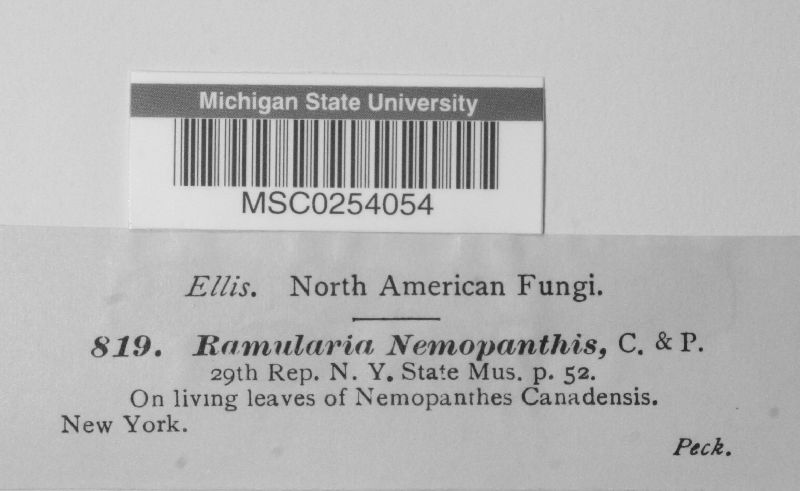 Michigan State University
MSC0254054
Ellis. North American Fungi.
819. Ramularia Nemopanthis, C. & P.
29th Rep. N. Y. State Mus. p. 52.
On living leaves of Nemopanthes Canadensis.
New York.
Peck.